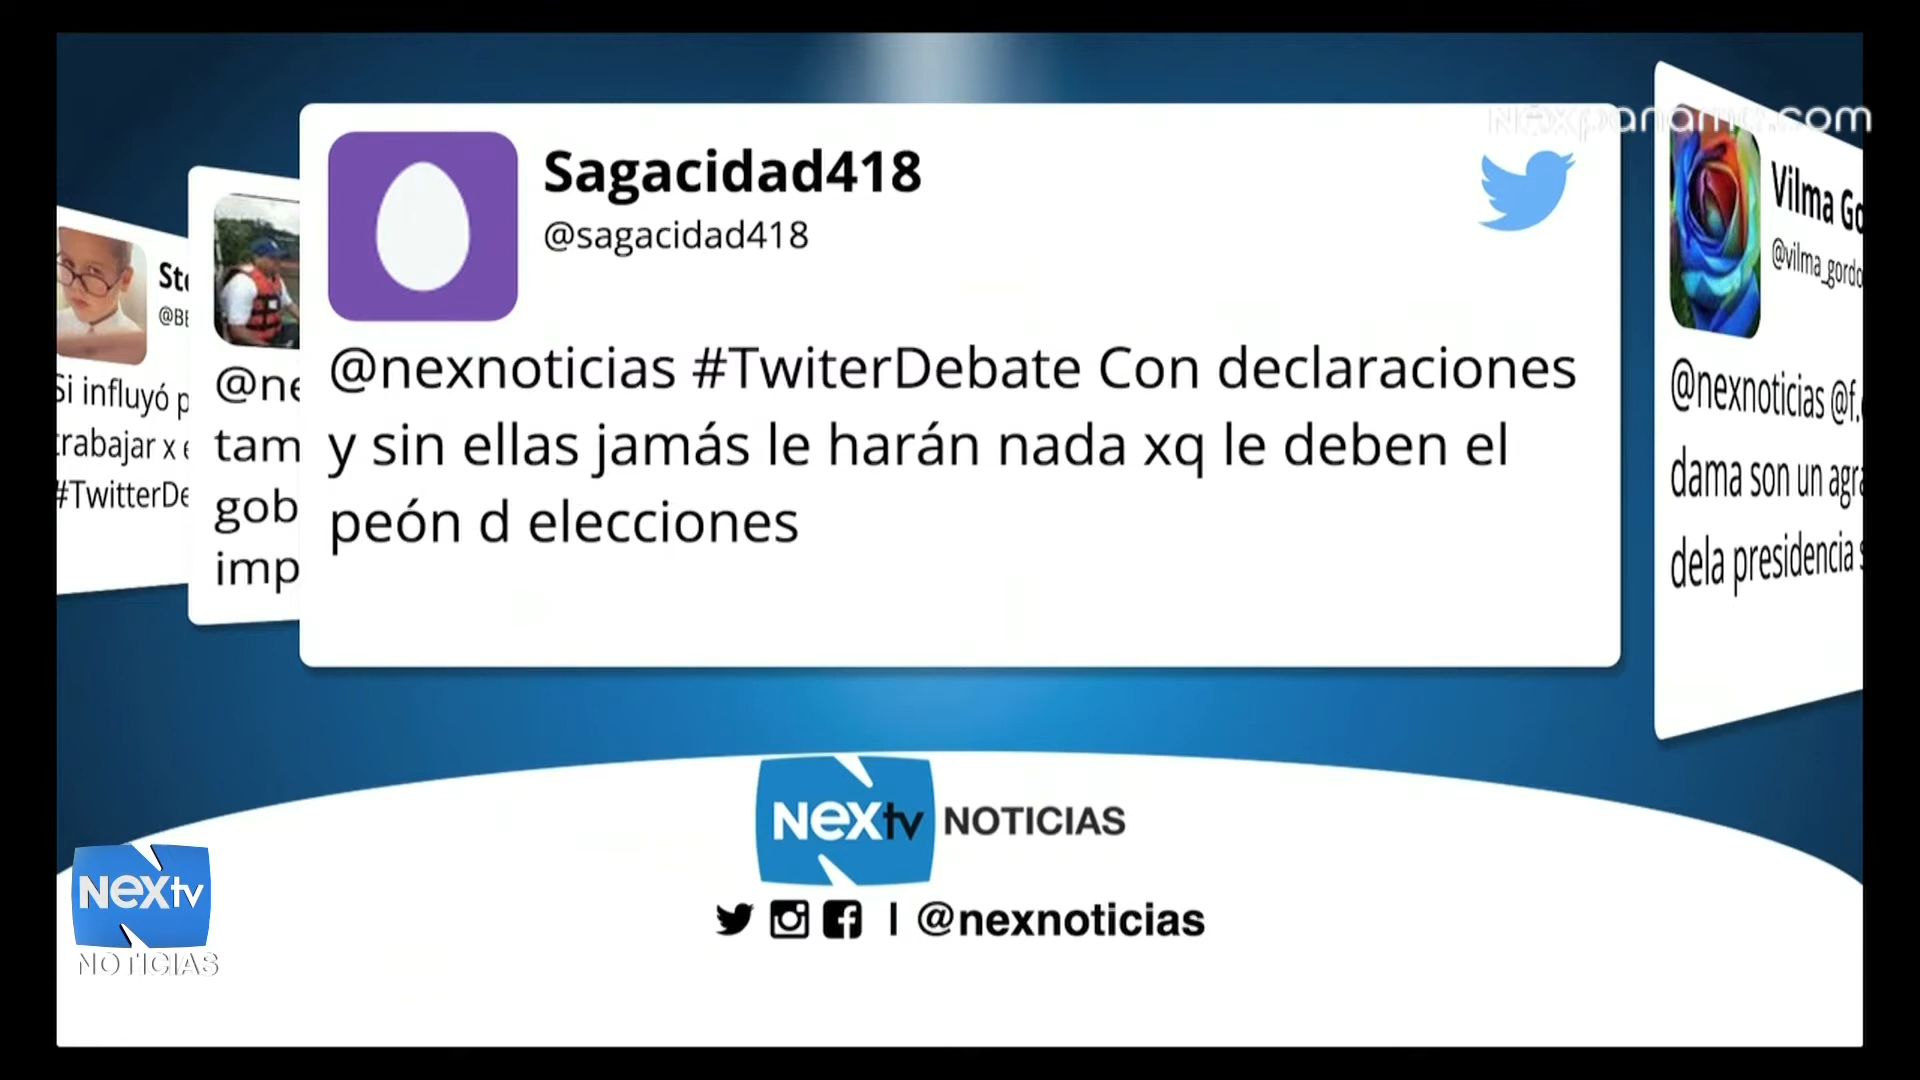 Nexpanama.com
Sagacidad418
@sagacidad418
@nexnoticias #TwiterDebate Con declaraciones
y sin ellas jamás le harán nada xq le deben el
peón d elecciones
Si influyó
trabajar x
#TwitterDe
@ne
tam
gob
imp
Vilma Go
@vilma_gordo
@nexnoticias @f.
dama son un agra
dela presidencia
NEXtv NOTICIAS
| @nexnoticias
NEXtv
NOTICIAS